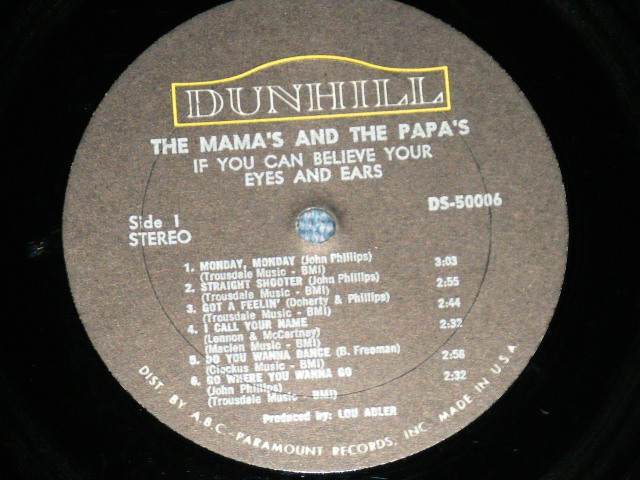 DUNHILL
THE MAMA'S AND THE PAPA'S
IF YOU CAN BELIEVE YOUR
EYES AND EARS
Side 1
STEREO
DS-50006
1. MONDAY, MONDAY (John Phillips) 3:03
(Trousdale Music - BMI)
2. STRAIGHT SHOOTER (John Phillips) 2:55
(Trousdale Music - BMI)
3. GOT A FEELIN' (Doherty & Phillips) 2:44
(Trousdale Music - BMI)
4. I CALL YOUR NAME 2:32
(Lennon & McCartney)
(Maclen Music - BMI)
5. DO YOU WANNA DANCE (B. Freeman) 2:58
(Clockus Music - BMI)
6. GO WHERE YOU WANNA GO 2:32
(John Phillips)
(Trousdale Music - BMI)
Produced by: LOU ADLER
DIST. BY A.B.C.-PARAMOUNT RECORDS, INC. MADE IN U.S.A.